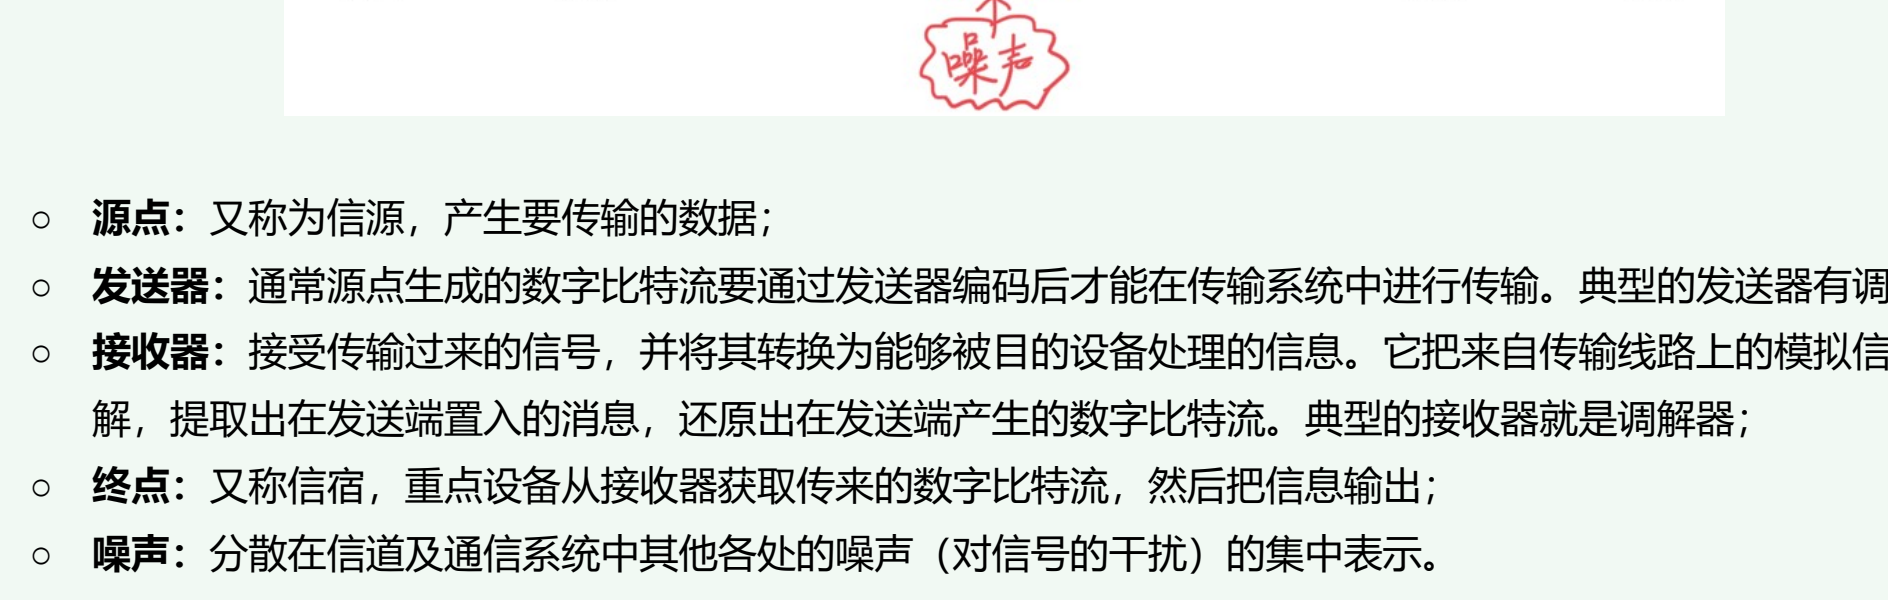 噪声
源点：又称为信源，产生要传输的数据；
发送器：通常源点生成的数字比特流要通过发送器编码后才能在传输系统中进行传输。典型的发送器有调
接收器：接受传输过来的信号，并将其转换为能够被目的设备处理的信息。它把来自传输线路上的模拟信
解，提取出在发送端置入的消息，还原出在发送端产生的数字比特流。典型的接收器就是调解器；
终点：又称信宿，重点设备从接收器获取传来的数字比特流，然后把信息输出；
噪声：分散在信道及通信系统中其他各处的噪声（对信号的干扰）的集中表示。